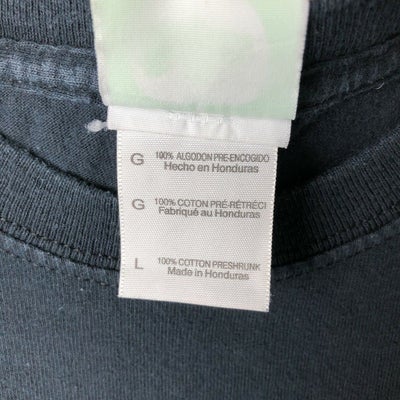 G 100% ALGODON PRE-ENCOGIDO
Hecho en Honduras
G 100% COTON PRÉ-RÉTRÉCI
Fabriqué au Honduras
L 100% COTTON PRESHRUNK
Made in Honduras